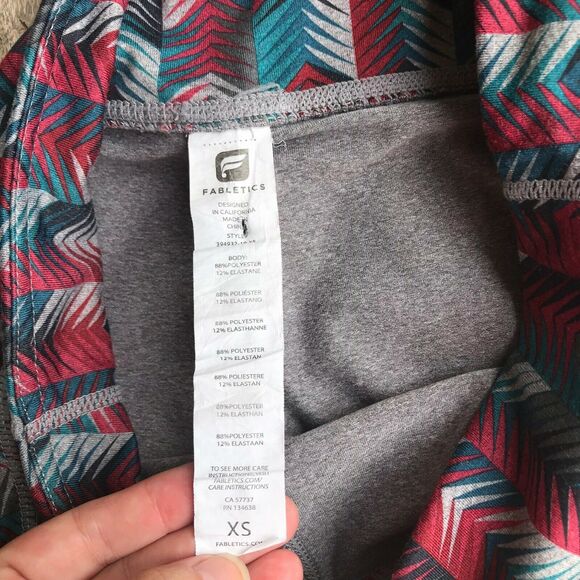 FABLETICS
DESIGNED
IN CALIFORNIA
MADE IN
CHINA
STYLE
BODY:
88% POLYESTER
12% ELASTANE
88% POLIÉSTER
12% ELASTANO
88% POLYESTER
12% ELASTHANNE
88% POLYESTER
12% ELASTAN
88% POLIESTERE
12% ELASTAN
88% POLYESTER
12% ELASTHAN
88% POLYESTER
12% ELASTAAN
TO SEE MORE CARE
INSTRUCTIONS VISIT
FABLETICS.COM/
CARE INSTRUCTIONS
CA 57737
RN 134638
XS
FABLETICS.COM